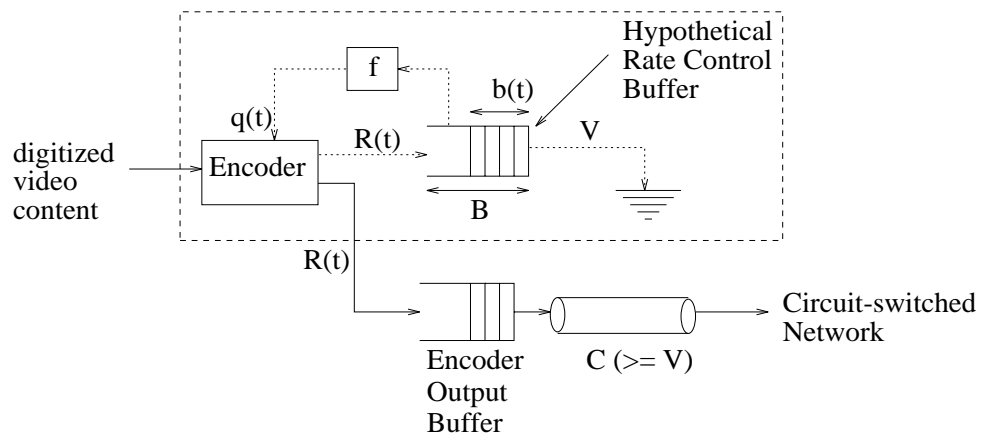 Hypothetical
Rate Control
Buffer
f
b(t)
q(t)
R(t)
V
digitized
video
content
Encoder
B
R(t)
Circuit-switched
Network
Encoder
Output
Buffer
C (>= V)